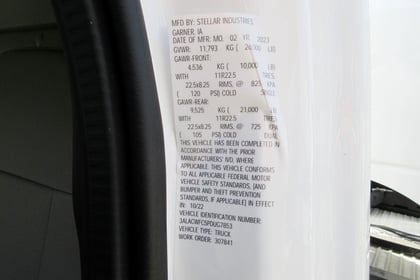 MFD BY: STELLAR INDUSTRIES
GARNER, IA
DATE OF MFR: MO. 02 YR. 2023
GVWR: 11,793 KG ( 26,000 LB)
GAWR-FRONT:
4,536 KG ( 10,000 LB)
WITH 11R22.5 TIRES,
22.5x8.25 RIMS, @ 825 KPA
( 120 PSI) COLD
GAWR-REAR:
9,525 KG ( 21,000 LB)
WITH 11R22.5 TIRES,
22.5x8.25 RIMS, @ 725 KPA
( 105 PSI) COLD DUAL
THIS VEHICLE HAS BEEN COMPLETED IN
ACCORDANCE WITH THE PRIOR
MANUFACTURERS' IVD. WHERE
APPLICABLE. THIS VEHICLE CONFORMS
TO ALL APPLICABLE FEDERAL MOTOR
VEHICLE SAFETY STANDARDS, [AND
BUMPER AND THEFT PREVENTION
STANDARDS, IF APPLICABLE] IN EFFECT
IN: 10/22
VEHICLE IDENTIFICATION NUMBER:
3ALACWFC5PDUG7853
VEHICLE TYPE: TRUCK
WORK ORDER: 307841